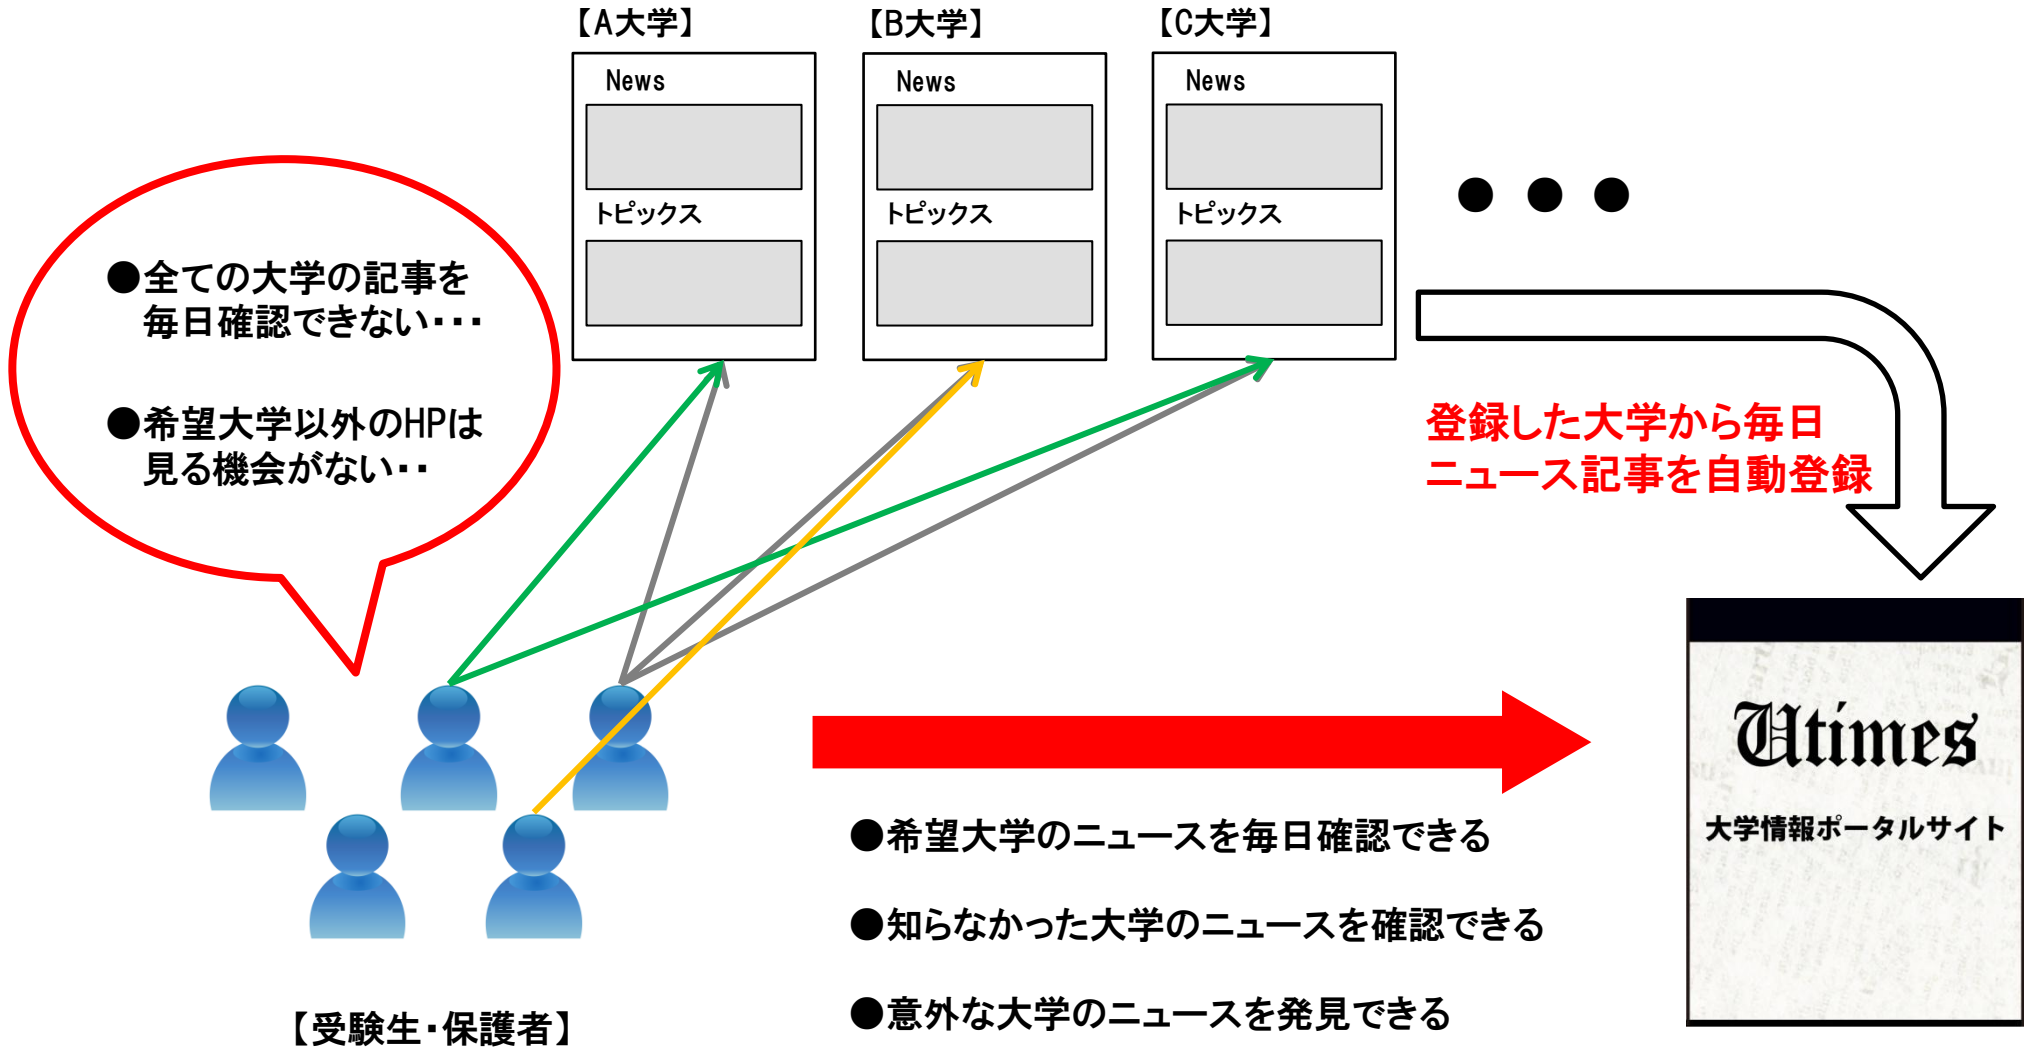 【A大学】
【B大学】
【C大学】
News
News
News
トピックス
トピックス
トピックス
●●●
●全ての大学の記事を
毎日確認できない・・・
●希望大学以外のHPは
見る機会がない・・
登録した大学から毎日
ニュース記事を自動登録
Utimes
大学情報ポータルサイト
●希望大学のニュースを毎日確認できる
●知らなかった大学のニュースを確認できる
●意外な大学のニュースを発見できる
【受験生・保護者】